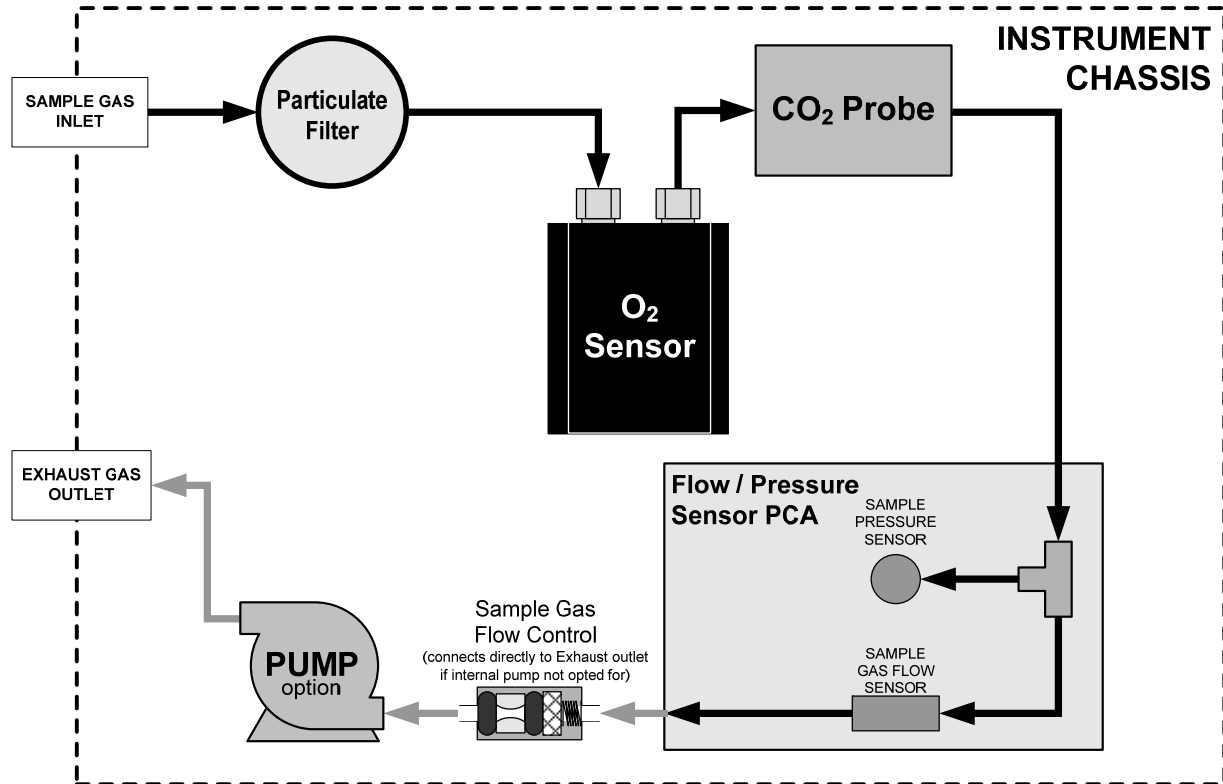 INSTRUMENT
CHASSIS
SAMPLE GAS
INLET
Particulate
Filter
CO₂ Probe
O₂
Sensor
EXHAUST GAS
OUTLET
Flow / Pressure
Sensor PCA
SAMPLE
PRESSURE
SENSOR
Sample Gas
Flow Control
(connects directly to Exhaust outlet
if internal pump not opted for)
SAMPLE
GAS FLOW
SENSOR
PUMP
option